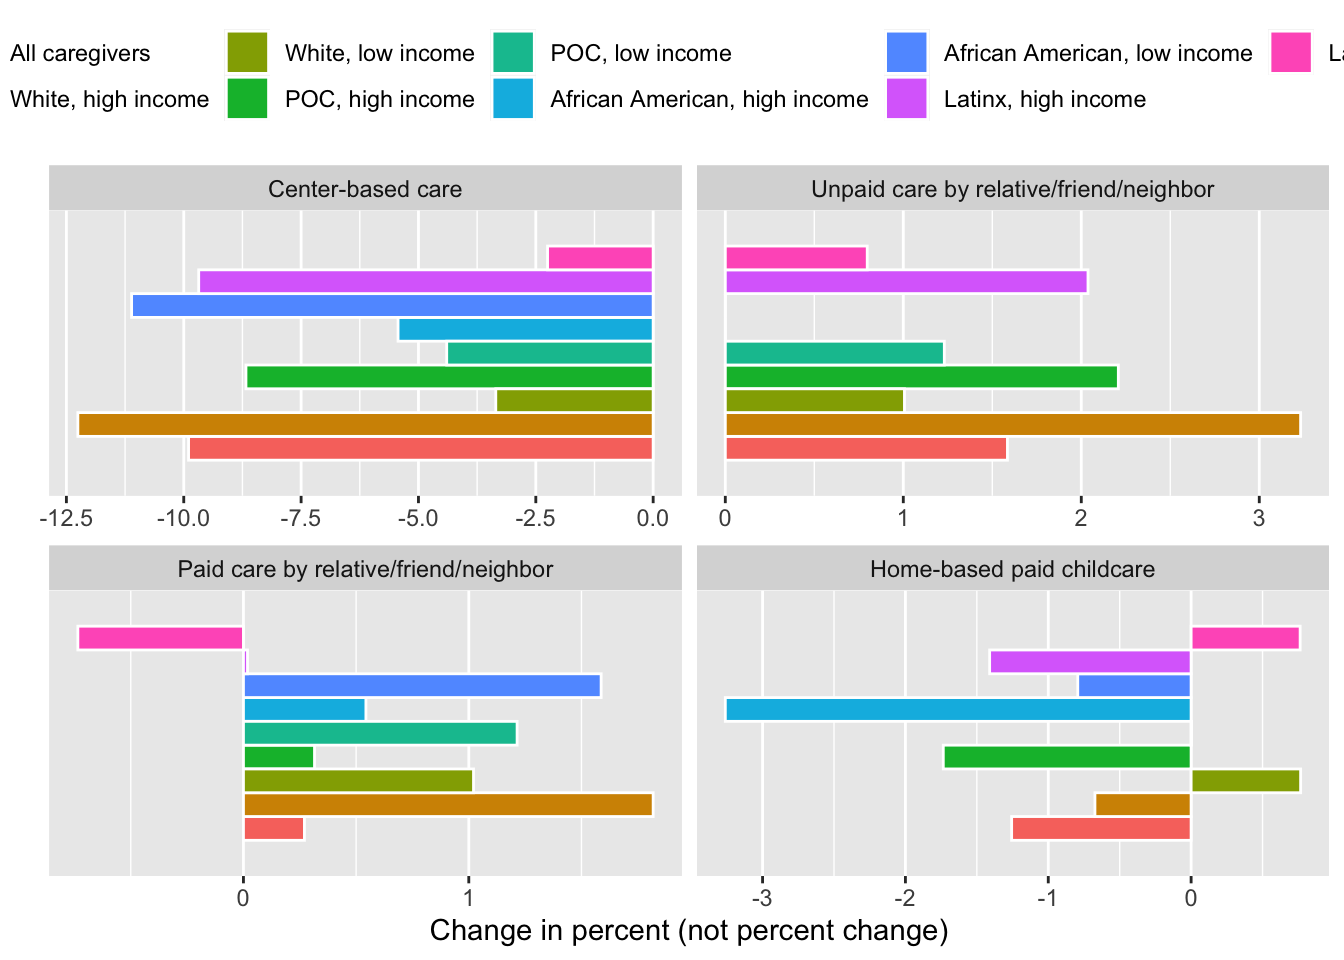 All caregivers White, low income POC, low income African American, low income La
White, high income POC, high income African American, high income Latinx, high income
Center-based care Unpaid care by relative/friend/neighbor
-12.5 -10.0 -7.5 -5.0 -2.5 0.0 0 1 2 3
Paid care by relative/friend/neighbor Home-based paid childcare
0 1 -3 -2 -1 0
Change in percent (not percent change)